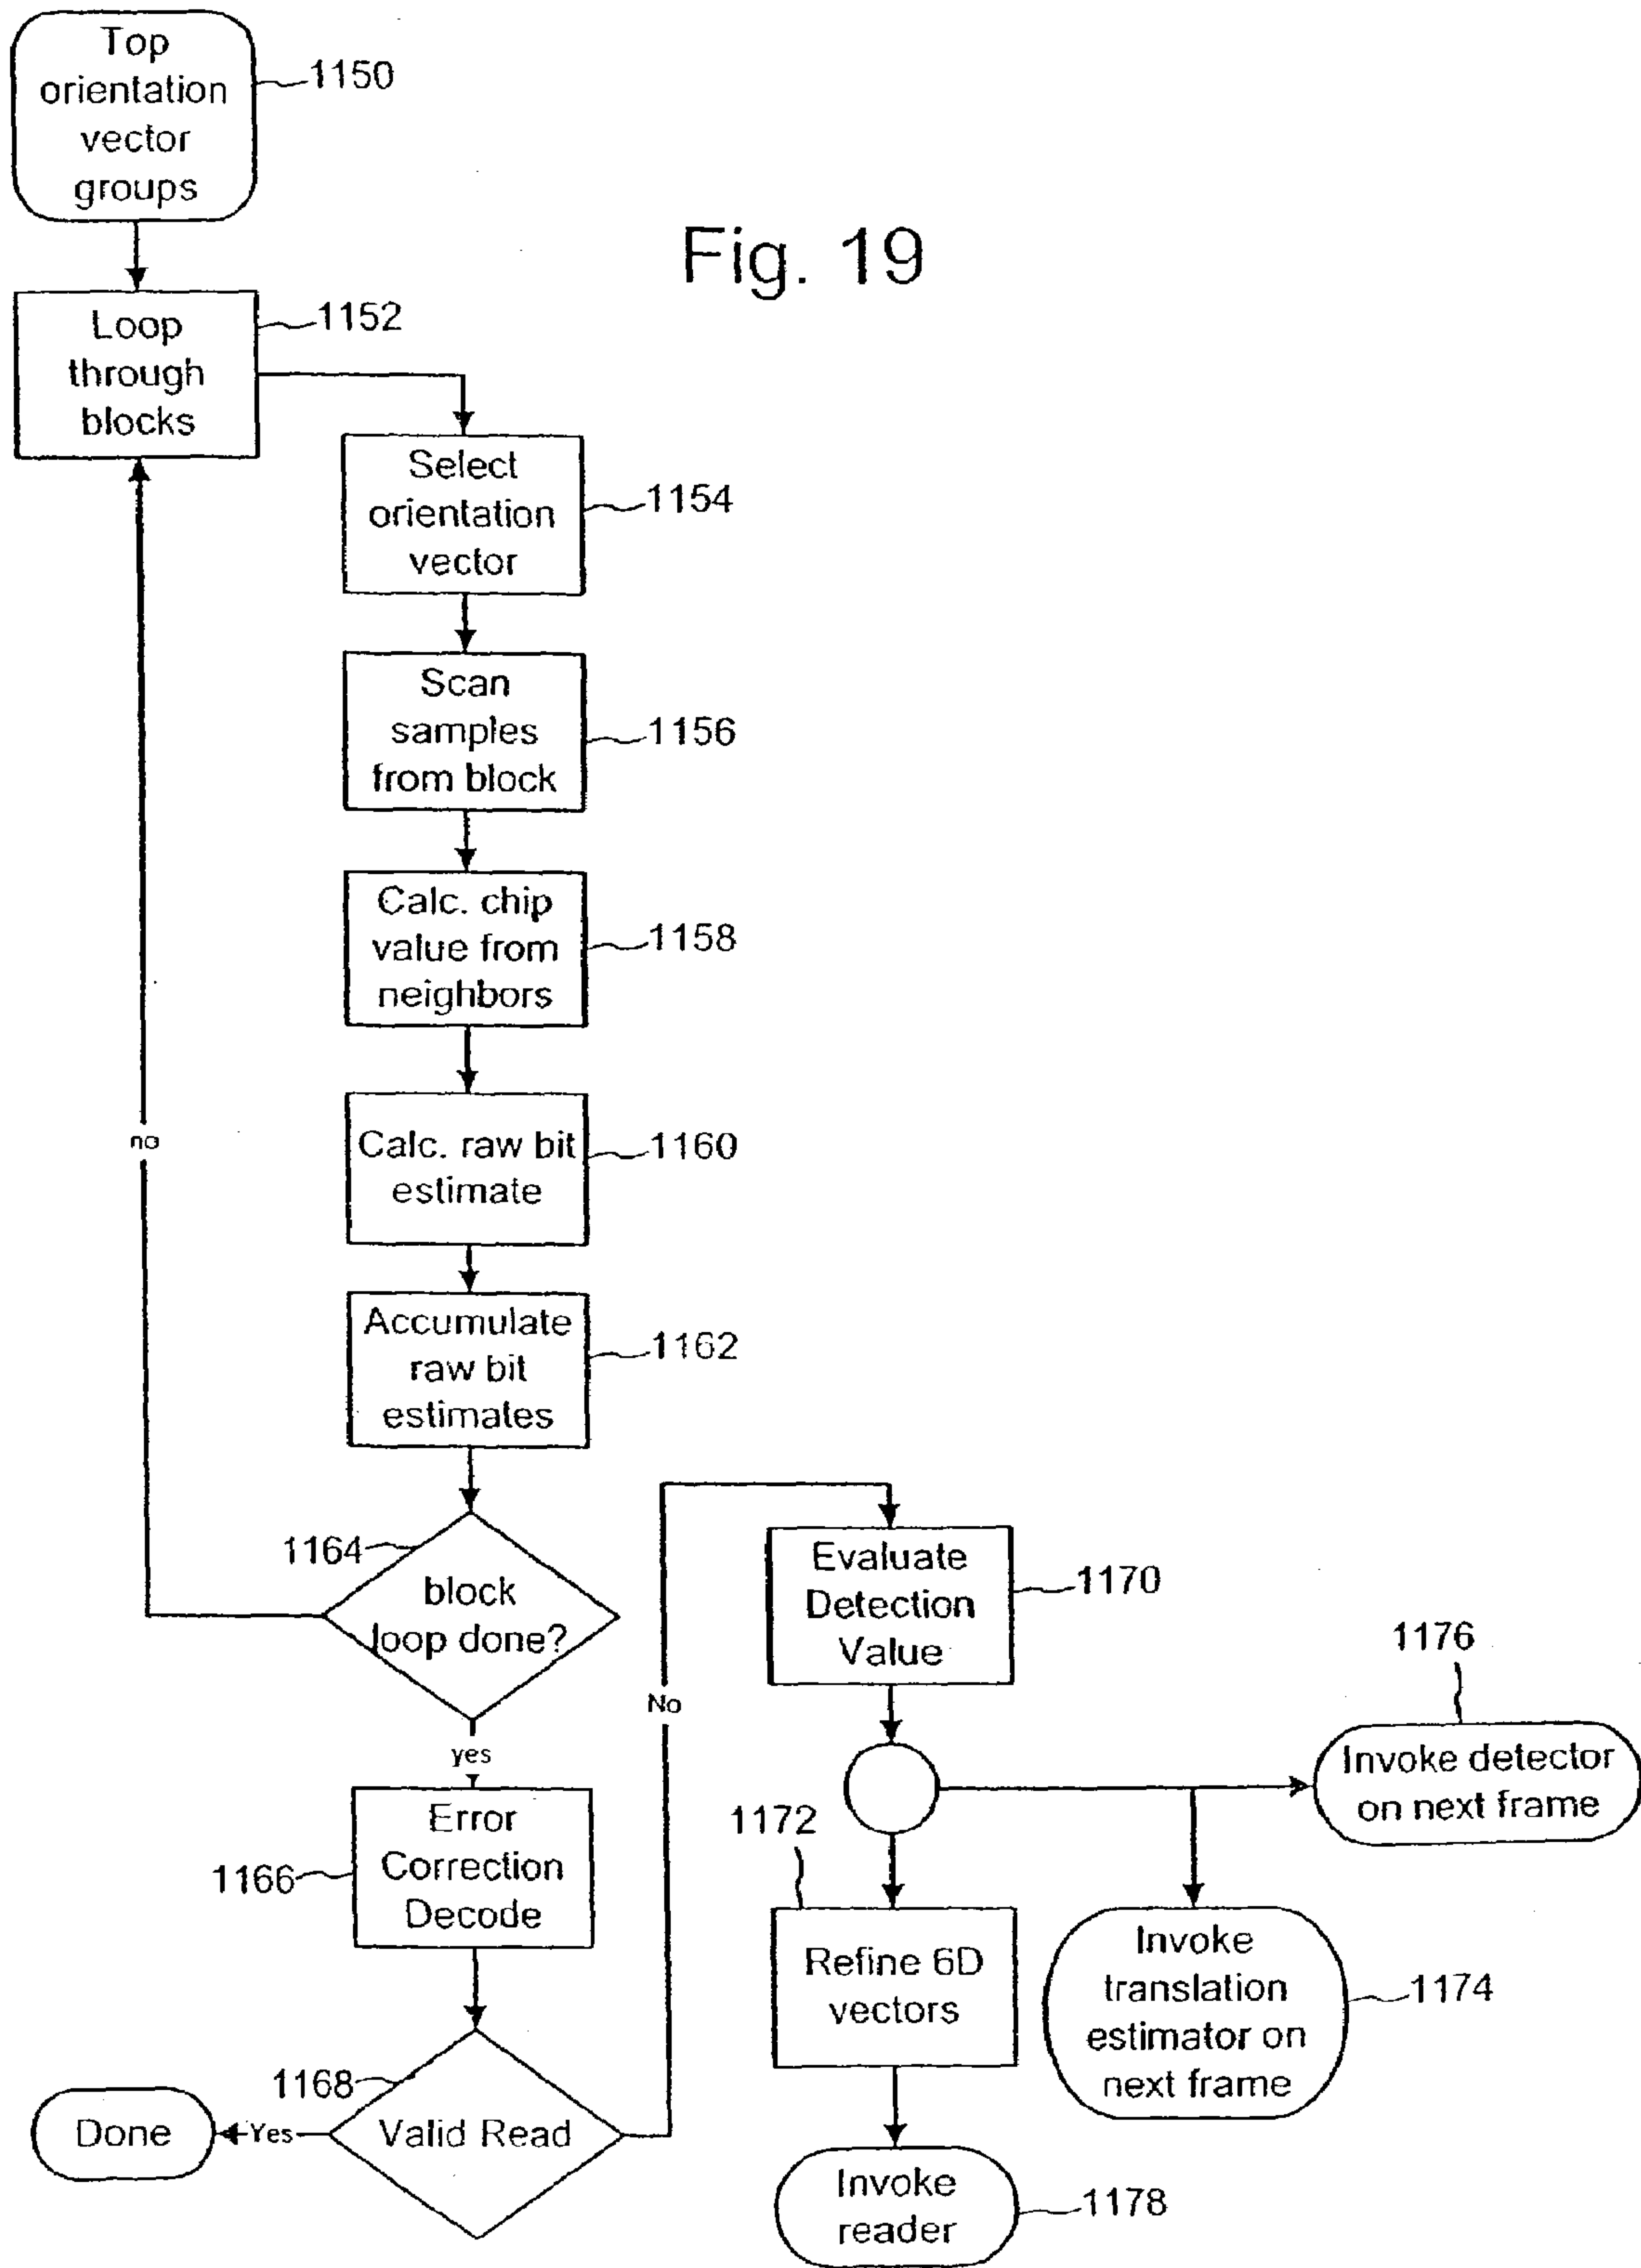 Top
orientation
vector
groups
1150
Fig. 19
Loop
through
blocks
1152
Select
orientation
vector
1154
Scan
samples
from block
1156
Calc. chip
value from
neighbors
1158
no
Calc. raw bit
estimate
1160
Accumulate
raw bit
estimates
1162
1164
block
loop done?
yes
Error
Correction
Decode
1166
1168
Valid Read
Yes
Done
No
Evaluate
Detection
Value
1170
1176
Invoke detector
on next frame
1172
Refine 6D
vectors
Invoke
translation
estimator on
next frame
1174
Invoke
reader
1178